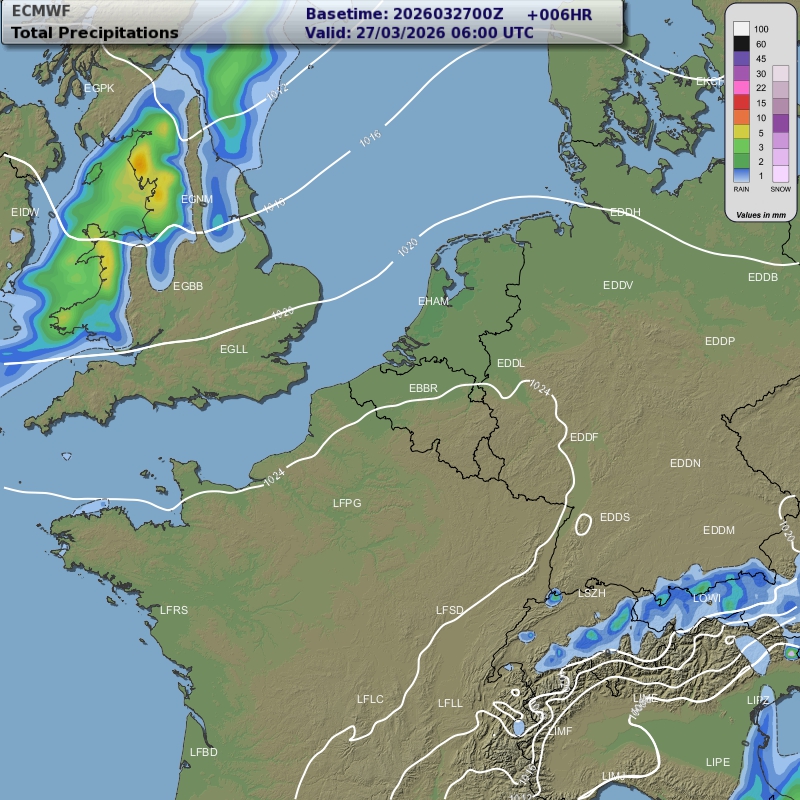 ECMWF
Total Precipitations
Basetime: 2026032700Z +006HR
Valid: 27/03/2026 06:00 UTC
100
60
45
30
22
15
10
5
3
2
1
RAIN SNOW
Values in mm
EGPK
1012
1016
EIDW
EGNM
1016
EDDH
1020
EDDB
EGBB
EHAM
EDDV
1020
EGLL
EDDP
EDDL
EBBR
1024
EDDF
EDDN
1024
LFPG
EDDS
EDDM
1020
LSZH
LOWI
LFRS
LFSD
LFLC
LFLL
LIPZ
LIMF
LFBD
LIPE
1012